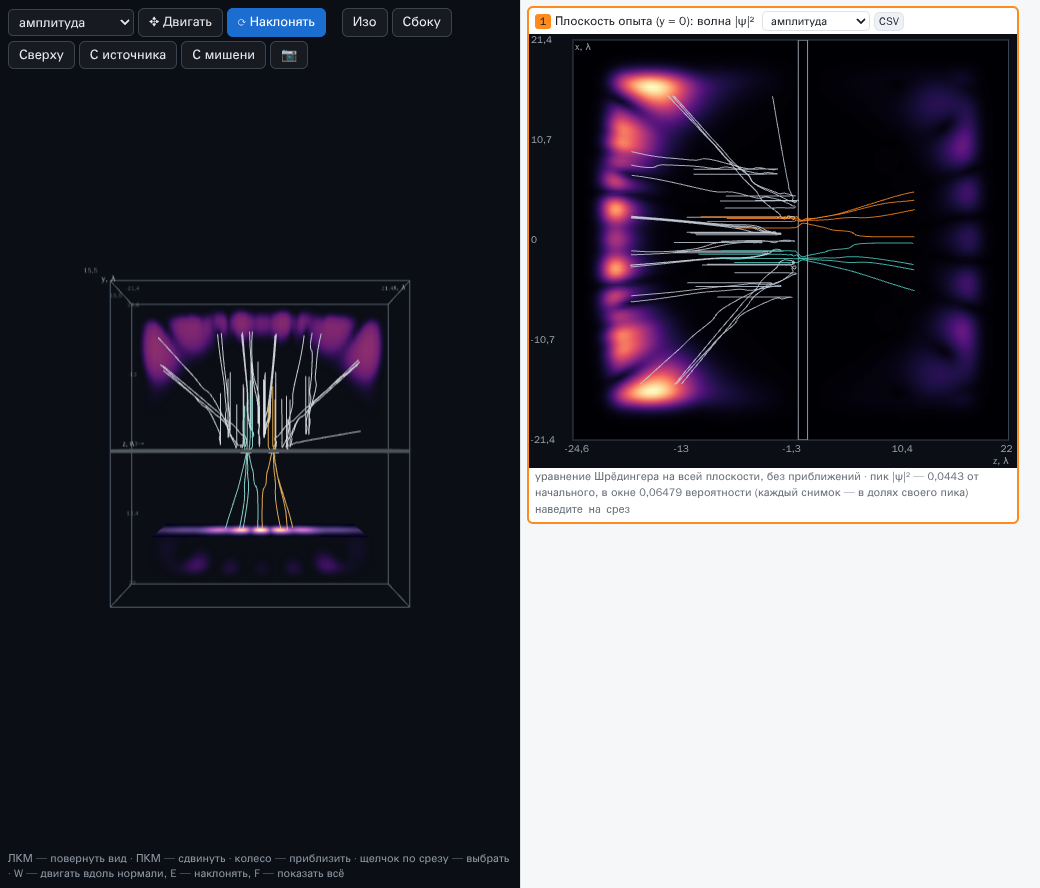 амплитуда
✥ Двигать
⟳ Наклонять
Изо
Сбоку
Сверху
С источника
С мишени
📷
y, λ
ЛКМ — повернуть вид · ПКМ — сдвинуть · колесо — приблизить · щелчок по срезу — выбрать
· W — двигать вдоль нормали, E — наклонять, F — показать всё
1 Плоскость опыта (y = 0): волна |ψ|²
амплитуда
CSV
21,4
x, λ
10,7
0
-10,7
-21,4
-24,6
-13
-1,3
10,4
22
z, λ
уравнение Шрёдингера на всей плоскости, без приближений · пик |ψ|² — 0,0443 от
начального, в окне 0,06479 вероятности (каждый снимок — в долях своего пика)
наведите на срез